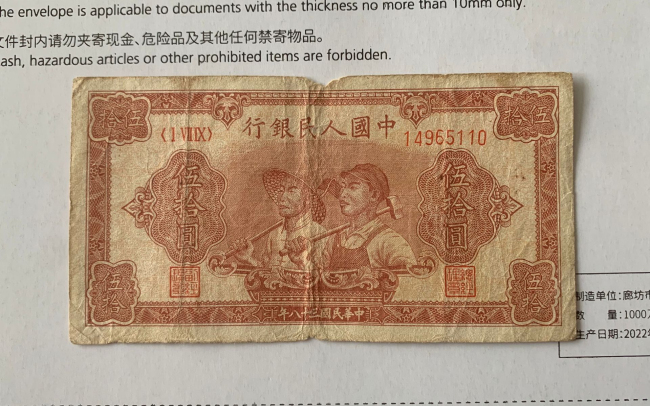 he envelope is applicable to documents with the thickness no more than 10mm only.
文件封内请勿夹寄现金、危险品及其他任何禁寄物品。
ash, hazardous articles or other prohibited items are forbidden.
拾伍
伍拾
行銀民人國中
14965110
伍拾圓
伍拾圓
伍拾
伍拾
年八十三國民華中
制造单位:廊坊市
数 量:1000
生产日期:2022